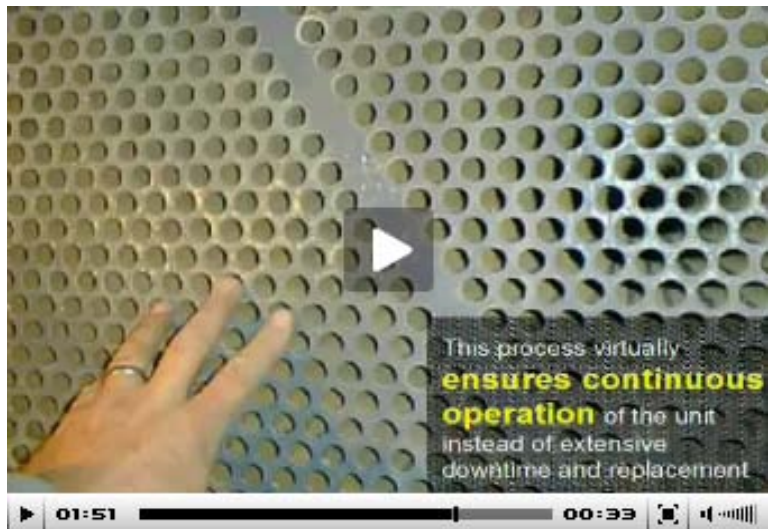 This process virtually
ensures continuous
operation of the unit
instead of extensive
downtime and replacement
01:51 00:33